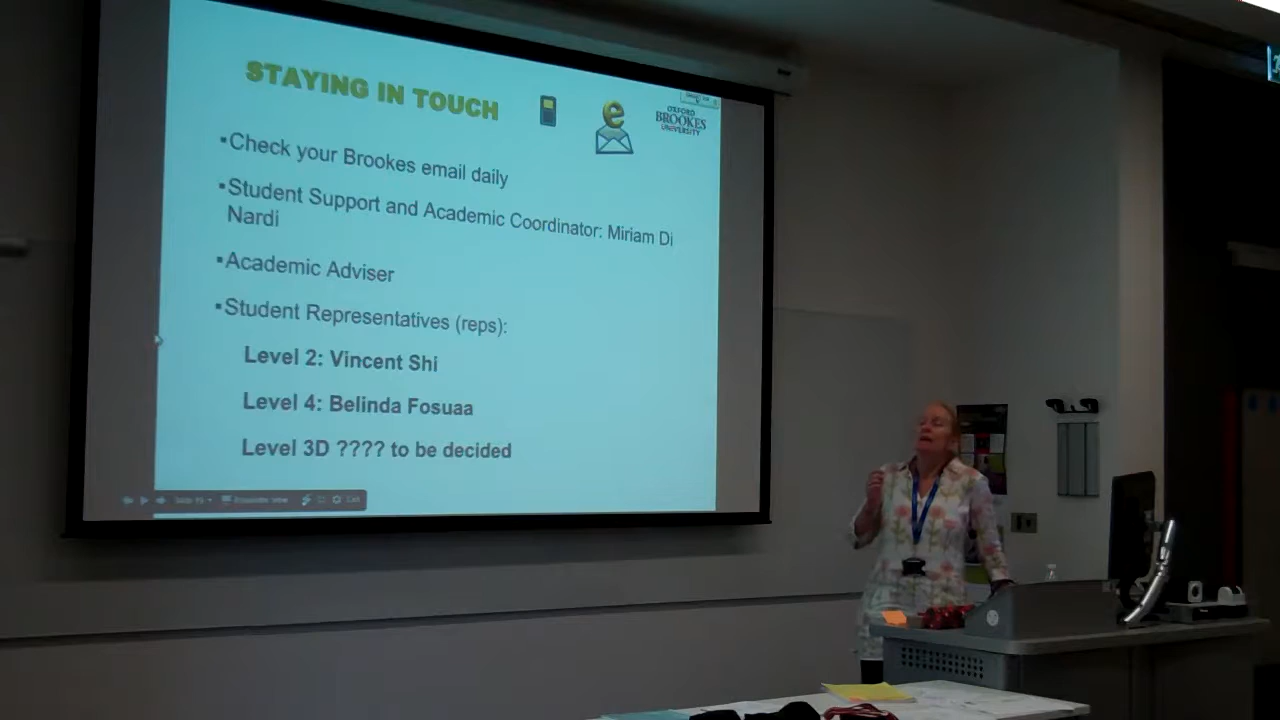 STAYING IN TOUCH
e
OXFORD
BROOKES
UNIVERSITY
▪Check your Brookes email daily
▪Student Support and Academic Coordinator: Miriam Di
Nardi
▪Academic Adviser
▪Student Representatives (reps):
Level 2: Vincent Shi
Level 4: Belinda Fosuaa
Level 3D ???? to be decided